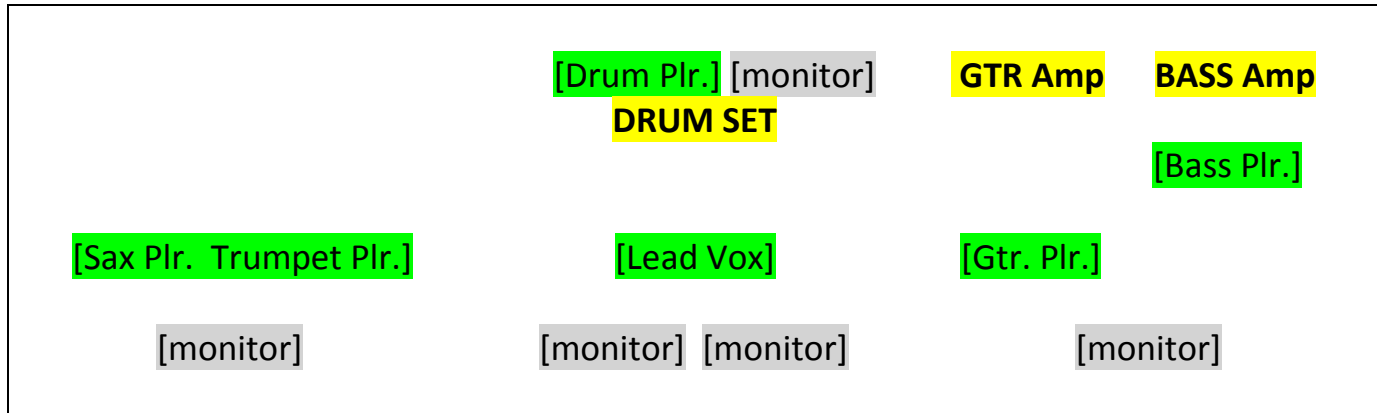 [Drum Plr.] [monitor] GTR Amp BASS Amp
DRUM SET
[Bass Plr.]
[Sax Plr. Trumpet Plr.] [Lead Vox] [Gtr. Plr.]
[monitor] [monitor] [monitor] [monitor]